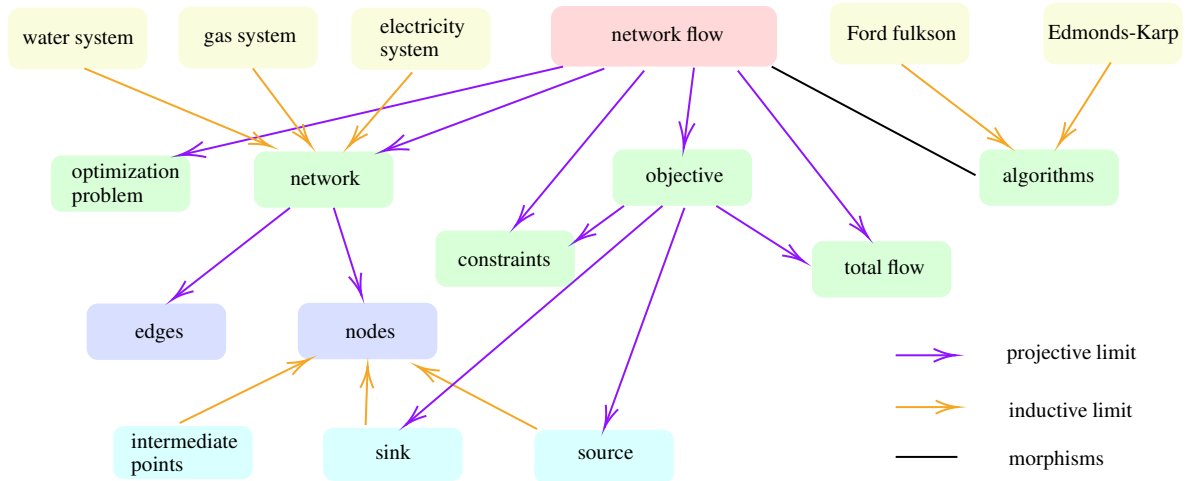 water system
gas system
electricity
system
network flow
Ford fulkson
Edmonds-Karp
optimization
problem
network
objective
algorithms
constraints
total flow
edges
nodes
intermediate
points
sink
source
projective limit
inductive limit
morphisms